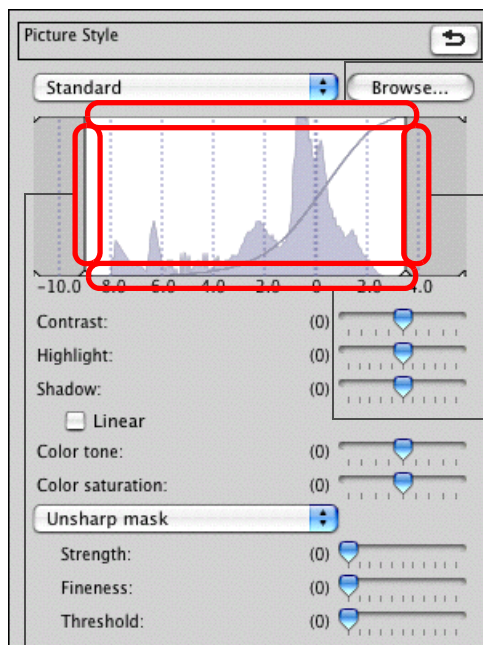 Picture Style
Standard Browse...
-10.0 -8.0 -6.0 -4.0 -2.0 0.0 2.0 4.0
Contrast: (0)
Highlight: (0)
Shadow: (0)
Linear
Color tone: (0)
Color saturation: (0)
Unsharp mask
Strength: (0)
Fineness: (0)
Threshold: (0)